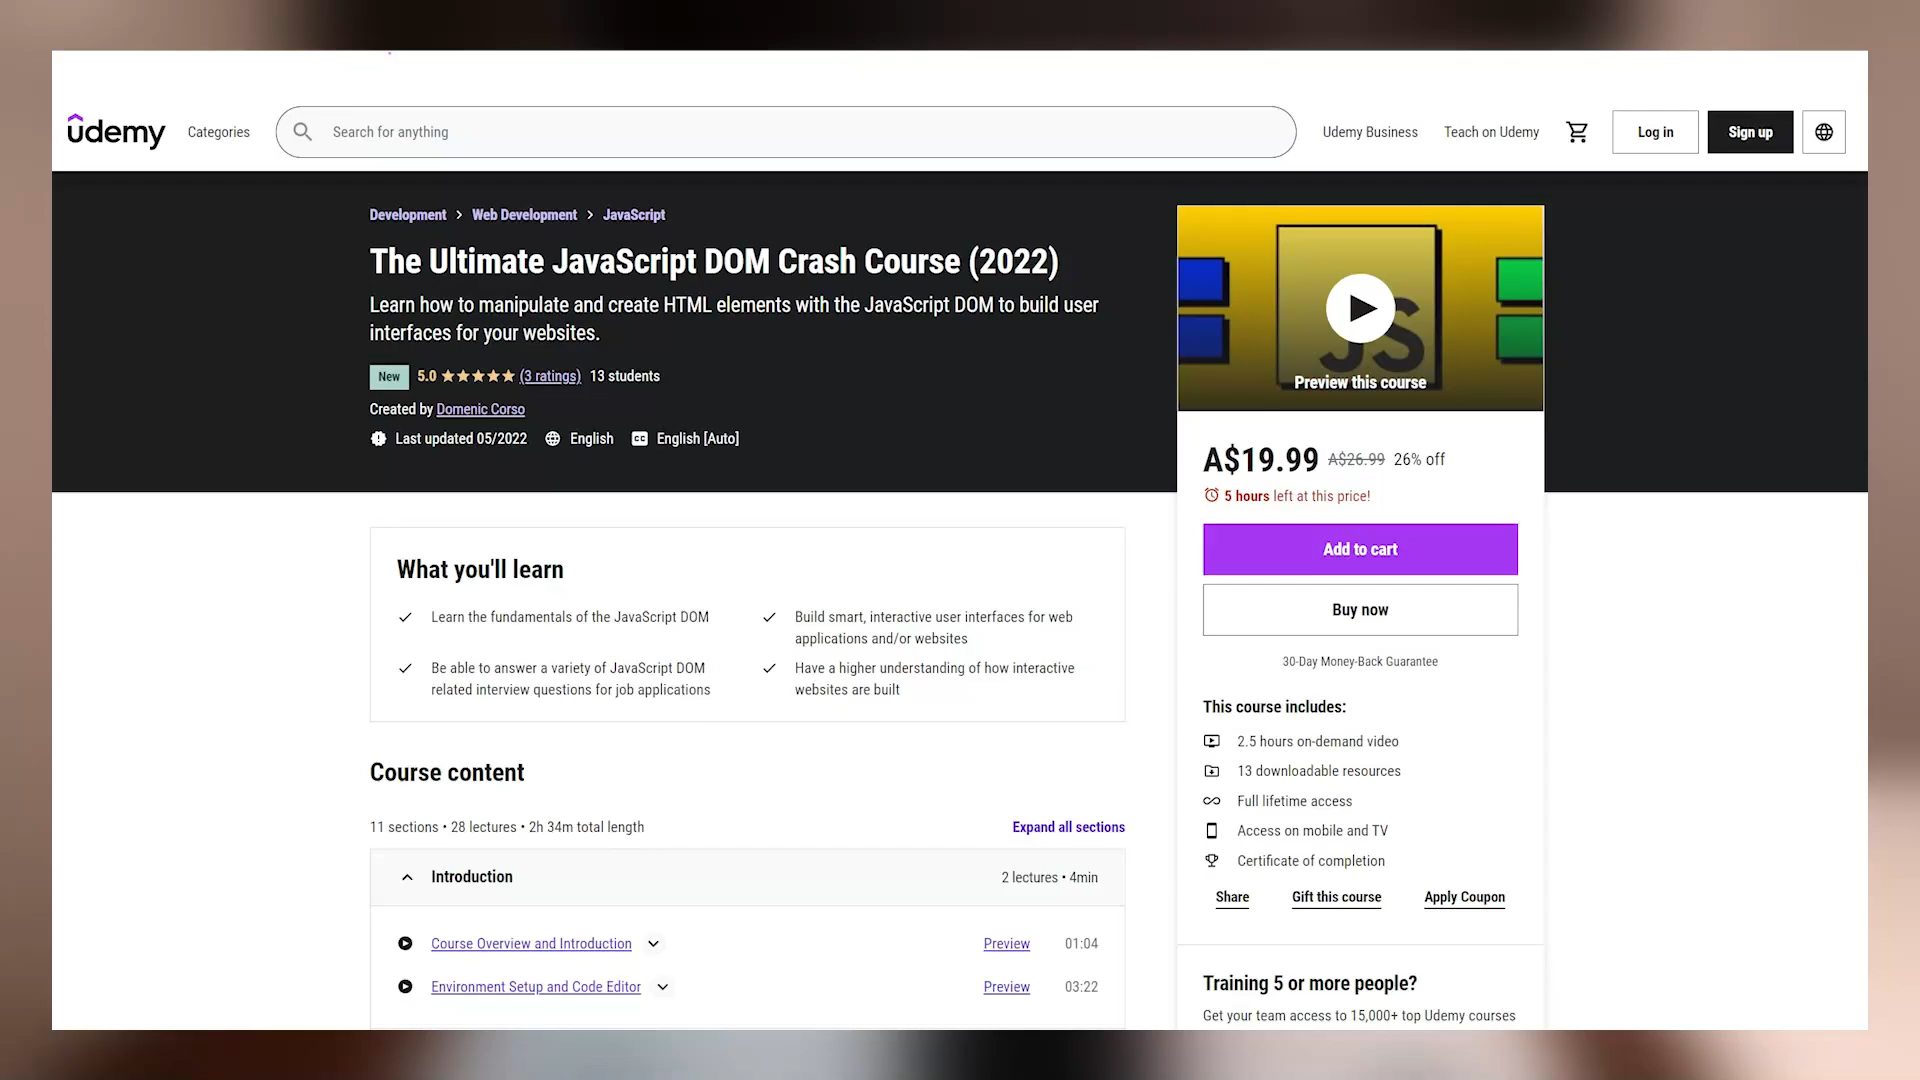 udemy
Categories
Search for anything
Udemy Business
Teach on Udemy
Log in
Sign up
Development > Web Development > JavaScript
The Ultimate JavaScript DOM Crash Course (2022)
Learn how to manipulate and create HTML elements with the JavaScript DOM to build user
interfaces for your websites.
New 5.0 (3 ratings) 13 students
Created by Domenic Corso
Last updated 05/2022 English CC English [Auto]
JS
Preview this course
A$19.99 A$26.99 26% off
5 hours left at this price!
Add to cart
Buy now
30-Day Money-Back Guarantee
This course includes:
2.5 hours on-demand video
13 downloadable resources
Full lifetime access
Access on mobile and TV
Certificate of completion
Share
Gift this course
Apply Coupon
Training 5 or more people?
Get your team access to 15,000+ top Udemy courses
What you'll learn
Learn the fundamentals of the JavaScript DOM
Build smart, interactive user interfaces for web
applications and/or websites
Be able to answer a variety of JavaScript DOM
related interview questions for job applications
Have a higher understanding of how interactive
websites are built
Course content
11 sections • 28 lectures • 2h 34m total length
Expand all sections
Introduction
2 lectures • 4min
Course Overview and Introduction
Preview
01:04
Environment Setup and Code Editor
Preview
03:22